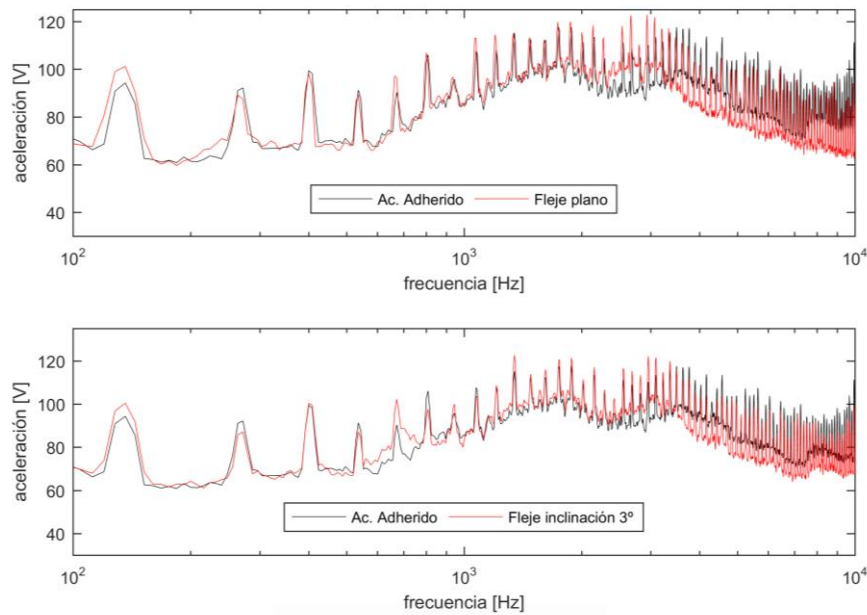 120
100
80
60
40
aceleración [V]
Ac. Adherido
Fleje plano
10²
10³
10⁴
frecuencia [Hz]
120
100
80
60
40
aceleración [V]
Ac. Adherido
Fleje inclinación 3º
10²
10³
10⁴
frecuencia [Hz]